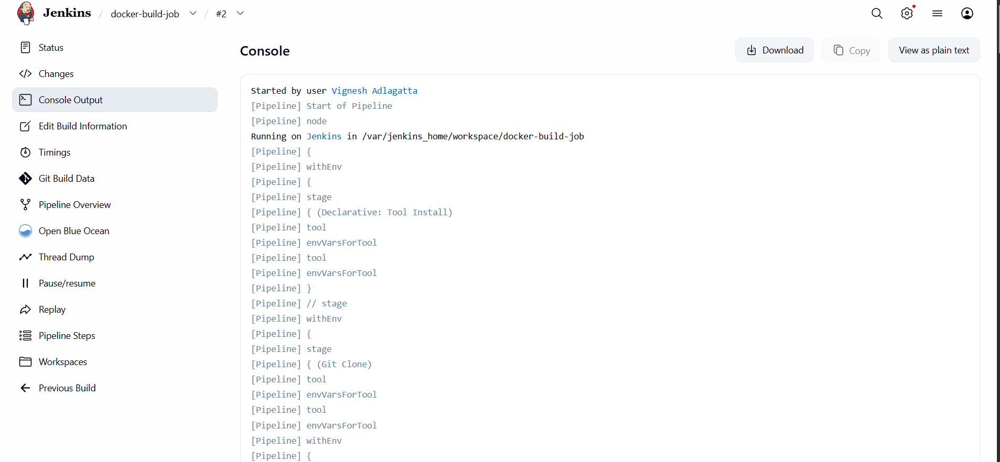 Jenkins / docker-build-job / #2
Status
Changes
Console Output
Edit Build Information
Timings
Git Build Data
Pipeline Overview
Open Blue Ocean
Thread Dump
Pause/resume
Replay
Pipeline Steps
Workspaces
Previous Build
Console
Download
Copy
View as plain text
Started by user Vignesh Adlagatta
[Pipeline] Start of Pipeline
[Pipeline] node
Running on Jenkins in /var/jenkins_home/workspace/docker-build-job
[Pipeline] {
[Pipeline] withEnv
[Pipeline] {
[Pipeline] stage
[Pipeline] { (Declarative: Tool Install)
[Pipeline] tool
[Pipeline] envVarsForTool
[Pipeline] tool
[Pipeline] envVarsForTool
[Pipeline] }
[Pipeline] // stage
[Pipeline] withEnv
[Pipeline] {
[Pipeline] stage
[Pipeline] { (Git Clone)
[Pipeline] tool
[Pipeline] envVarsForTool
[Pipeline] tool
[Pipeline] envVarsForTool
[Pipeline] withEnv
[Pipeline] {